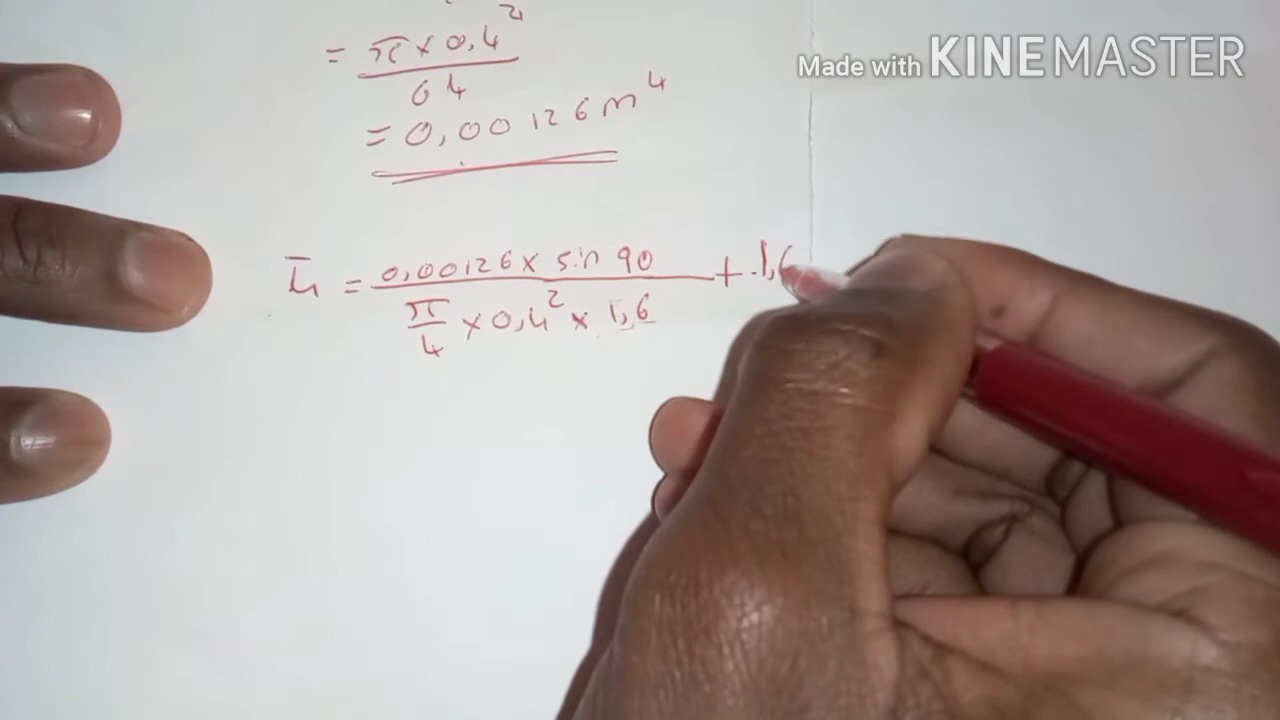 = π × 0,4²
64
= 0,00126 m⁴
h̄ = 0,00126 × sin 90 + 1,6
π/4 × 0,4² × 1,6
Made with KINEMASTER